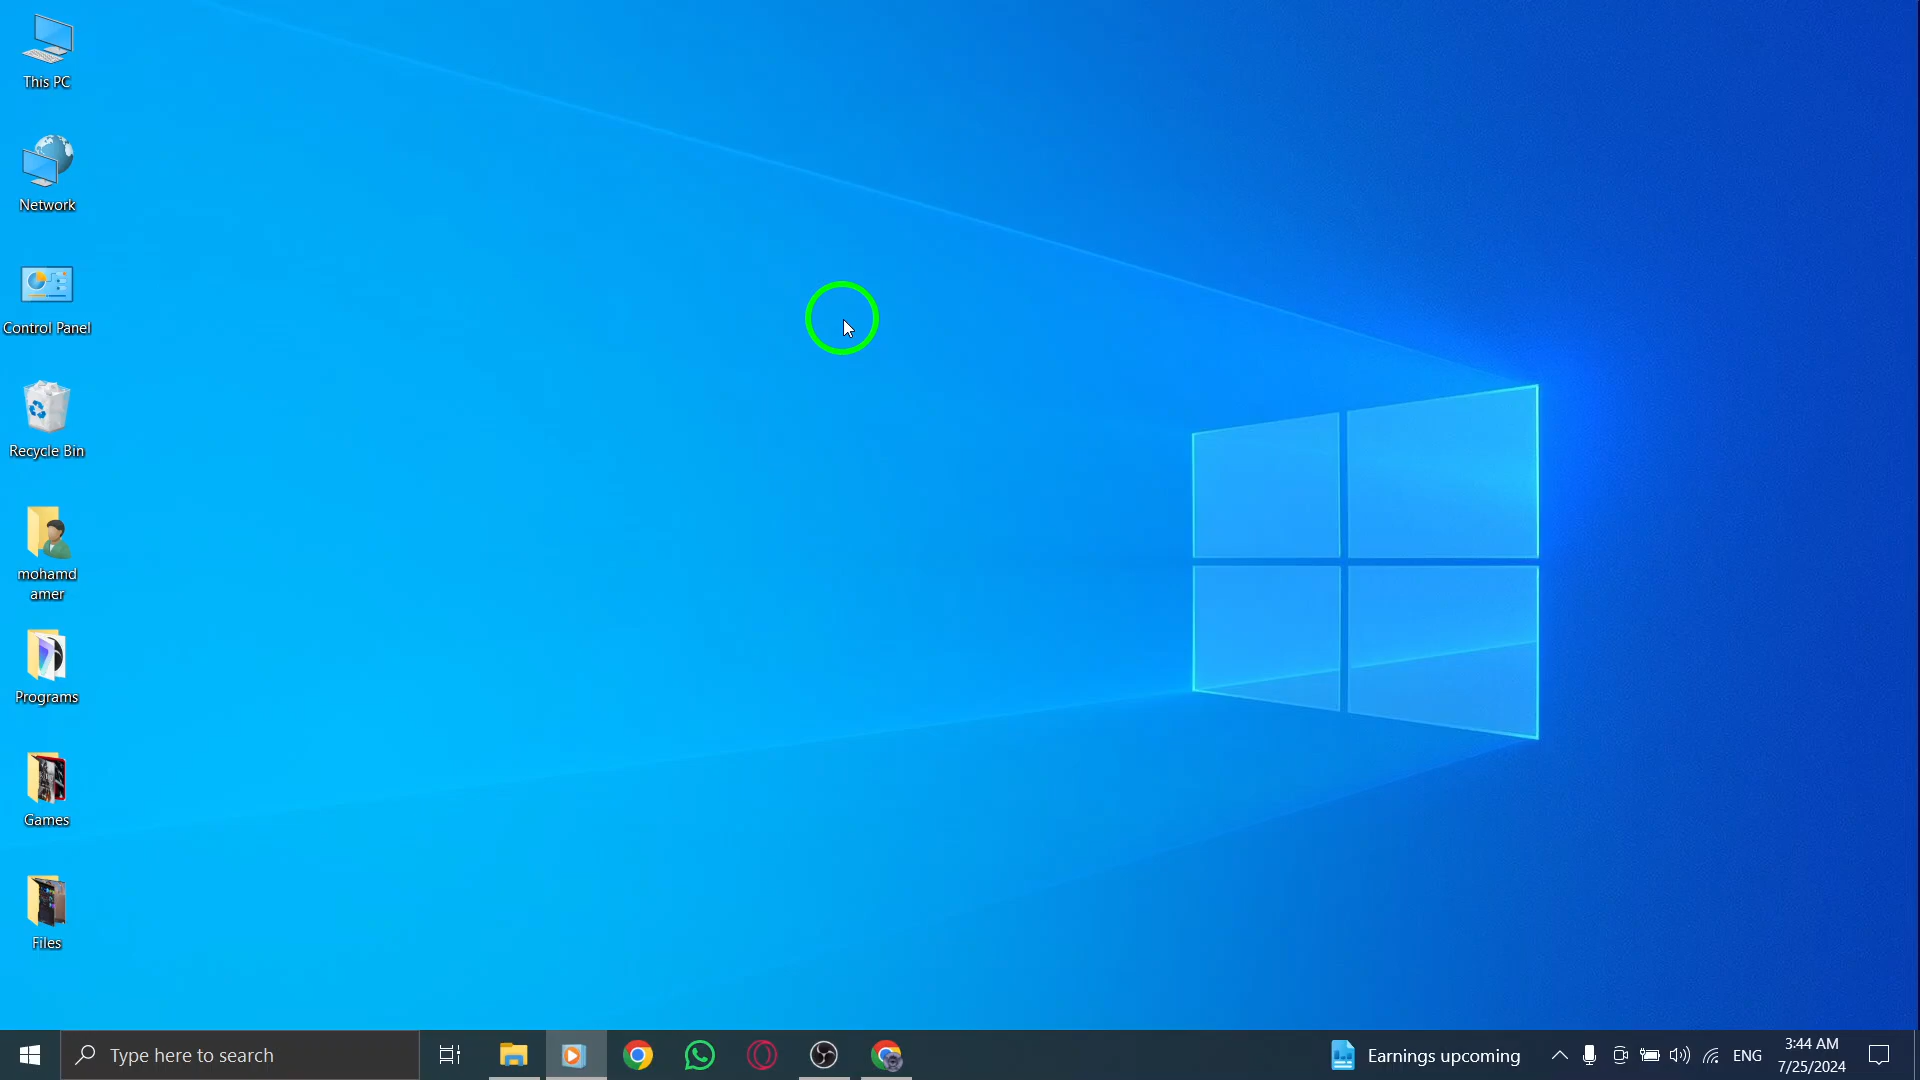 This PC
Network
Control Panel
Recycle Bin
mohamd
amer
Programs
Games
Files
Type here to search
Earnings upcoming
ENG
3:44 AM
7/25/2024